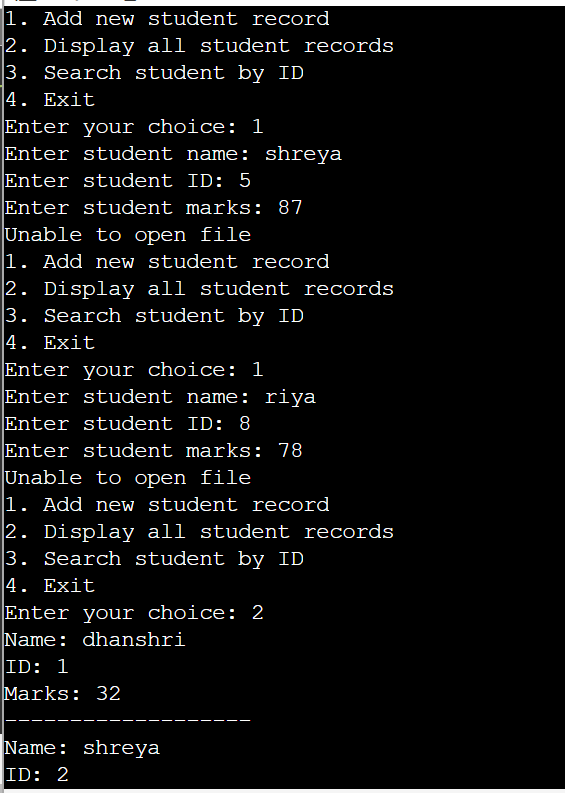 1. Add new student record
2. Display all student records
3. Search student by ID
4. Exit
Enter your choice: 1
Enter student name: shreya
Enter student ID: 5
Enter student marks: 87
Unable to open file
1. Add new student record
2. Display all student records
3. Search student by ID
4. Exit
Enter your choice: 1
Enter student name: riya
Enter student ID: 8
Enter student marks: 78
Unable to open file
1. Add new student record
2. Display all student records
3. Search student by ID
4. Exit
Enter your choice: 2
Name: dhanshri
ID: 1
Marks: 32
-------------------
Name: shreya
ID: 2